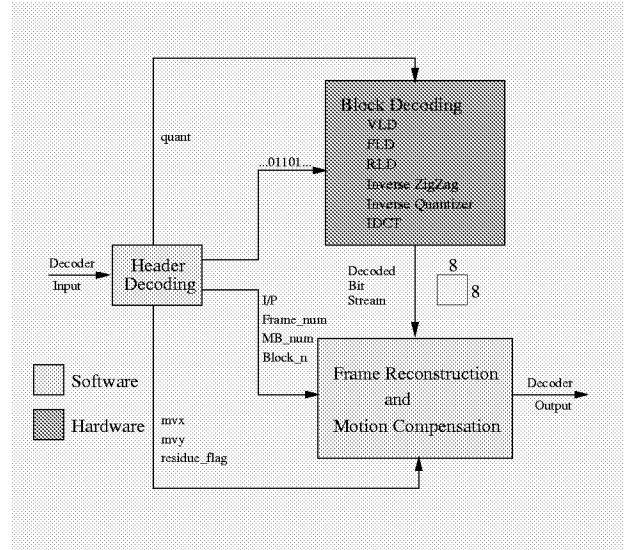 Block Decoding
VLD
FLD
RLD
Inverse ZigZag
Inverse Quantizer
IDCT
quant
...01101...
Decoder
Input
Header
Decoding
Decoded
Bit
Stream
8
8
I/P
Frame_num
MB_num
Block_n
Frame Reconstruction
and
Motion Compensation
Decoder
Output
Software
Hardware
mvx
mvy
residue_flag